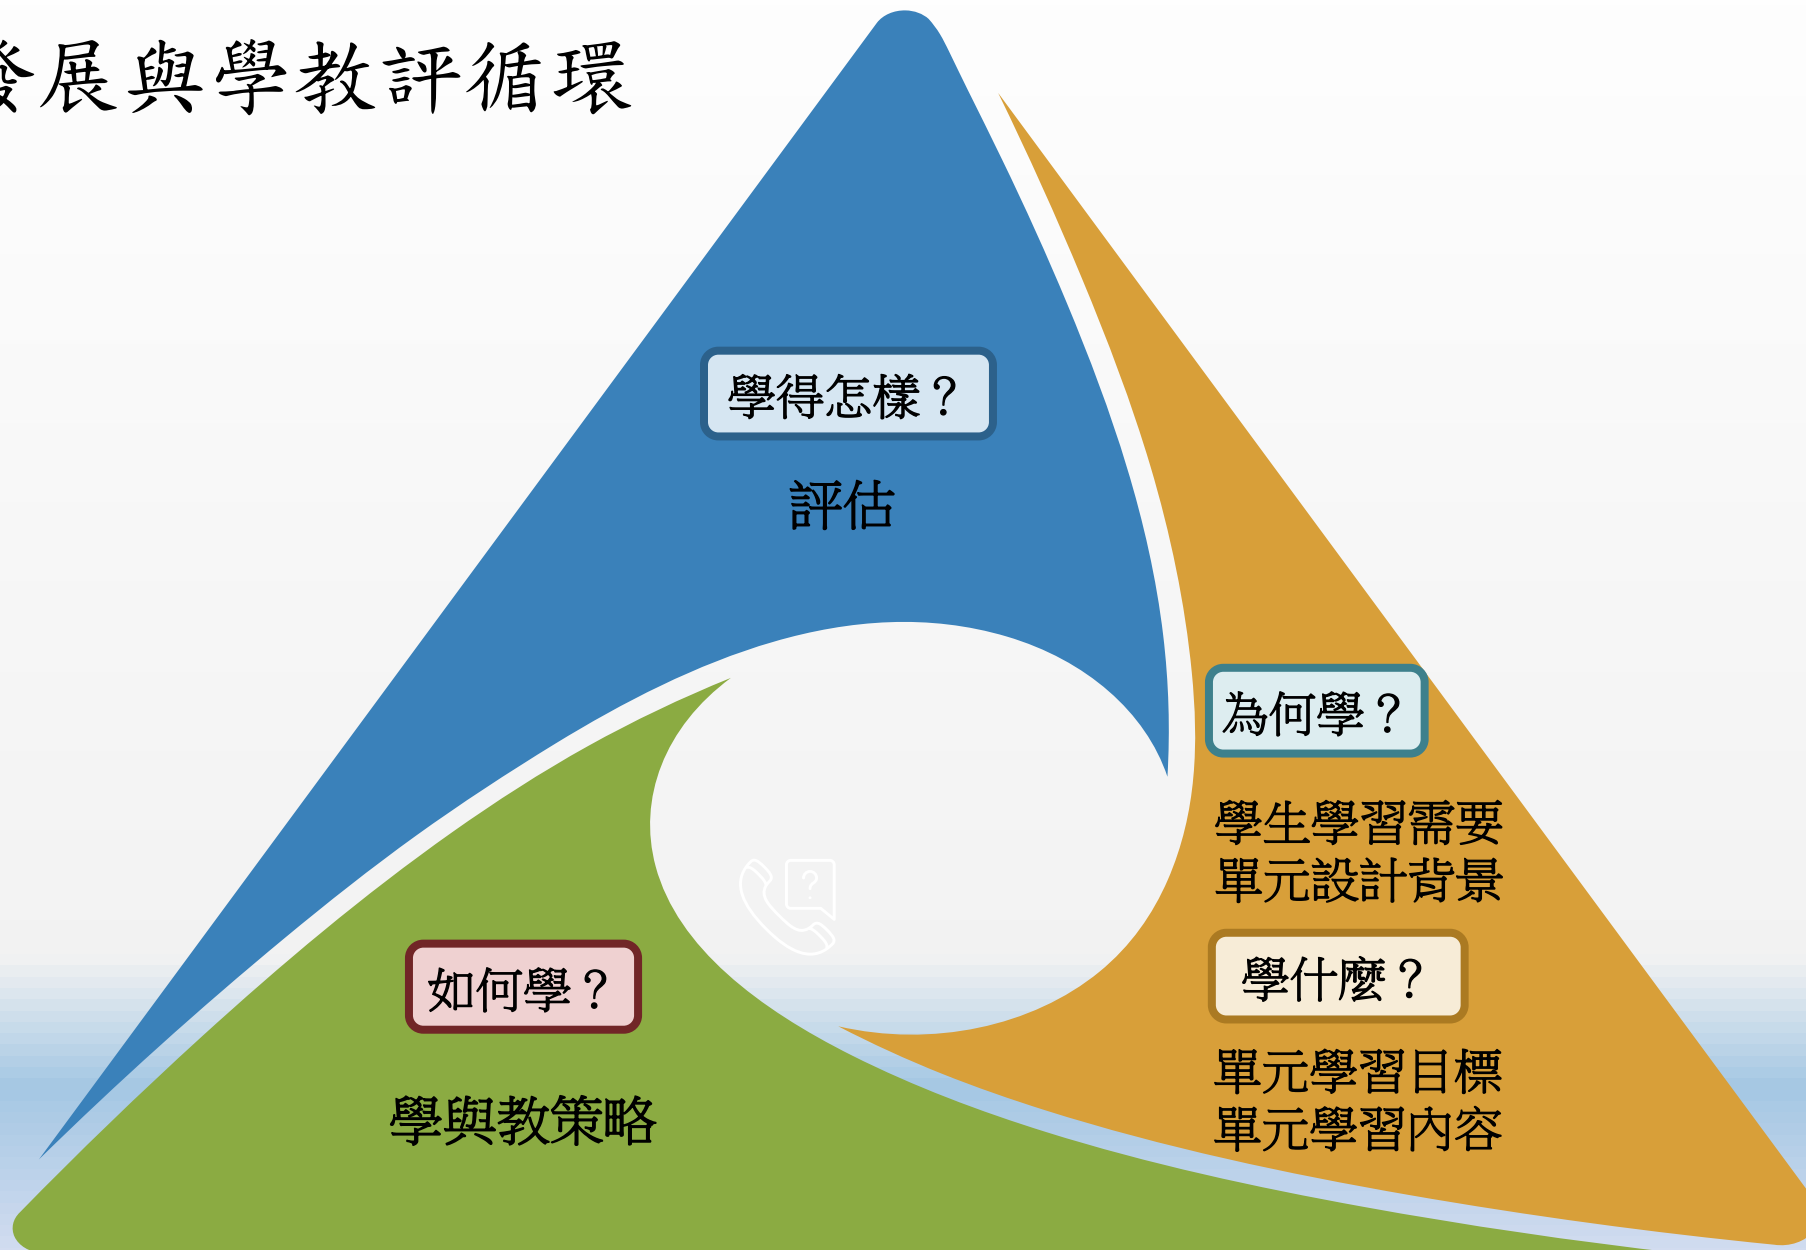 發展與學教評循環
學得怎樣？
評估
為何學？
學生學習需要
單元設計背景
學什麼？
單元學習目標
單元學習內容
如何學？
學與教策略
?